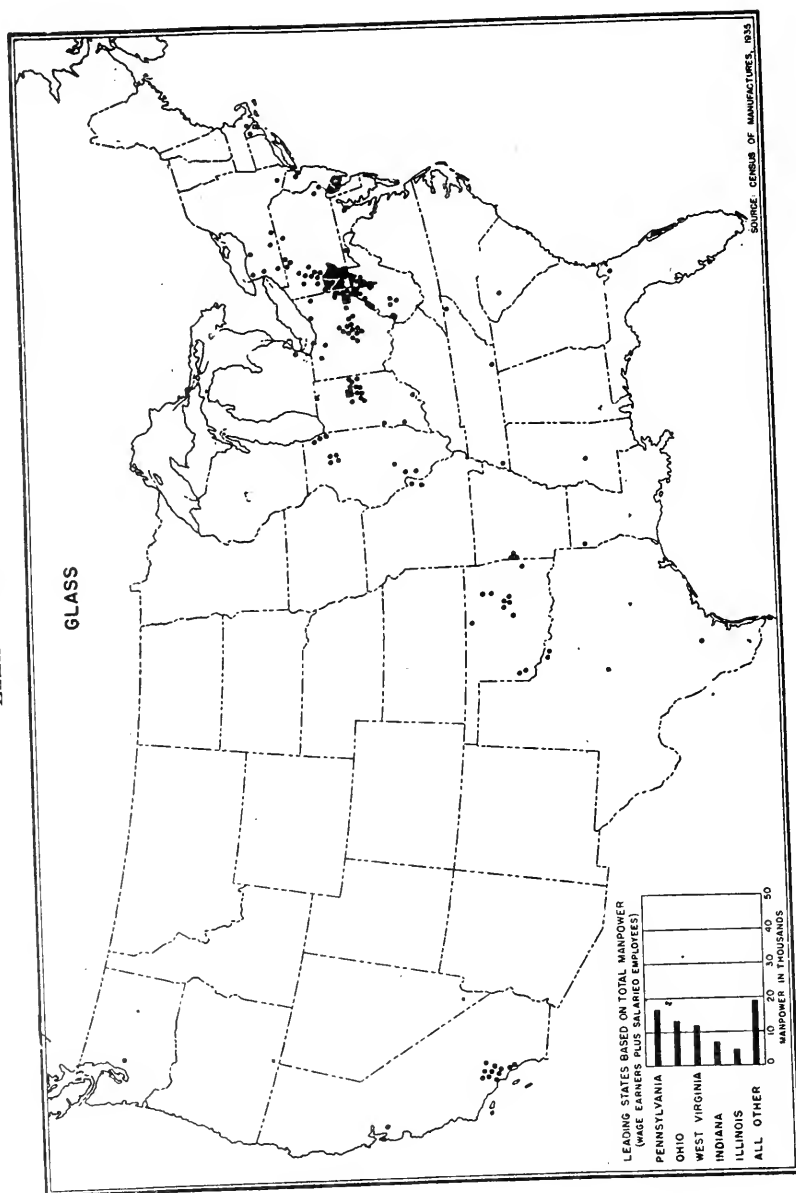 GLASS
LEADING STATES BASED ON TOTAL MANPOWER
(WAGE EARNERS PLUS SALARIED EMPLOYEES)
PENNSYLVANIA
OHIO
WEST VIRGINIA
INDIANA
ILLINOIS
ALL OTHER
0 10 20 30 40 50
MANPOWER IN THOUSANDS
SOURCE: CENSUS OF MANUFACTURES, 1935